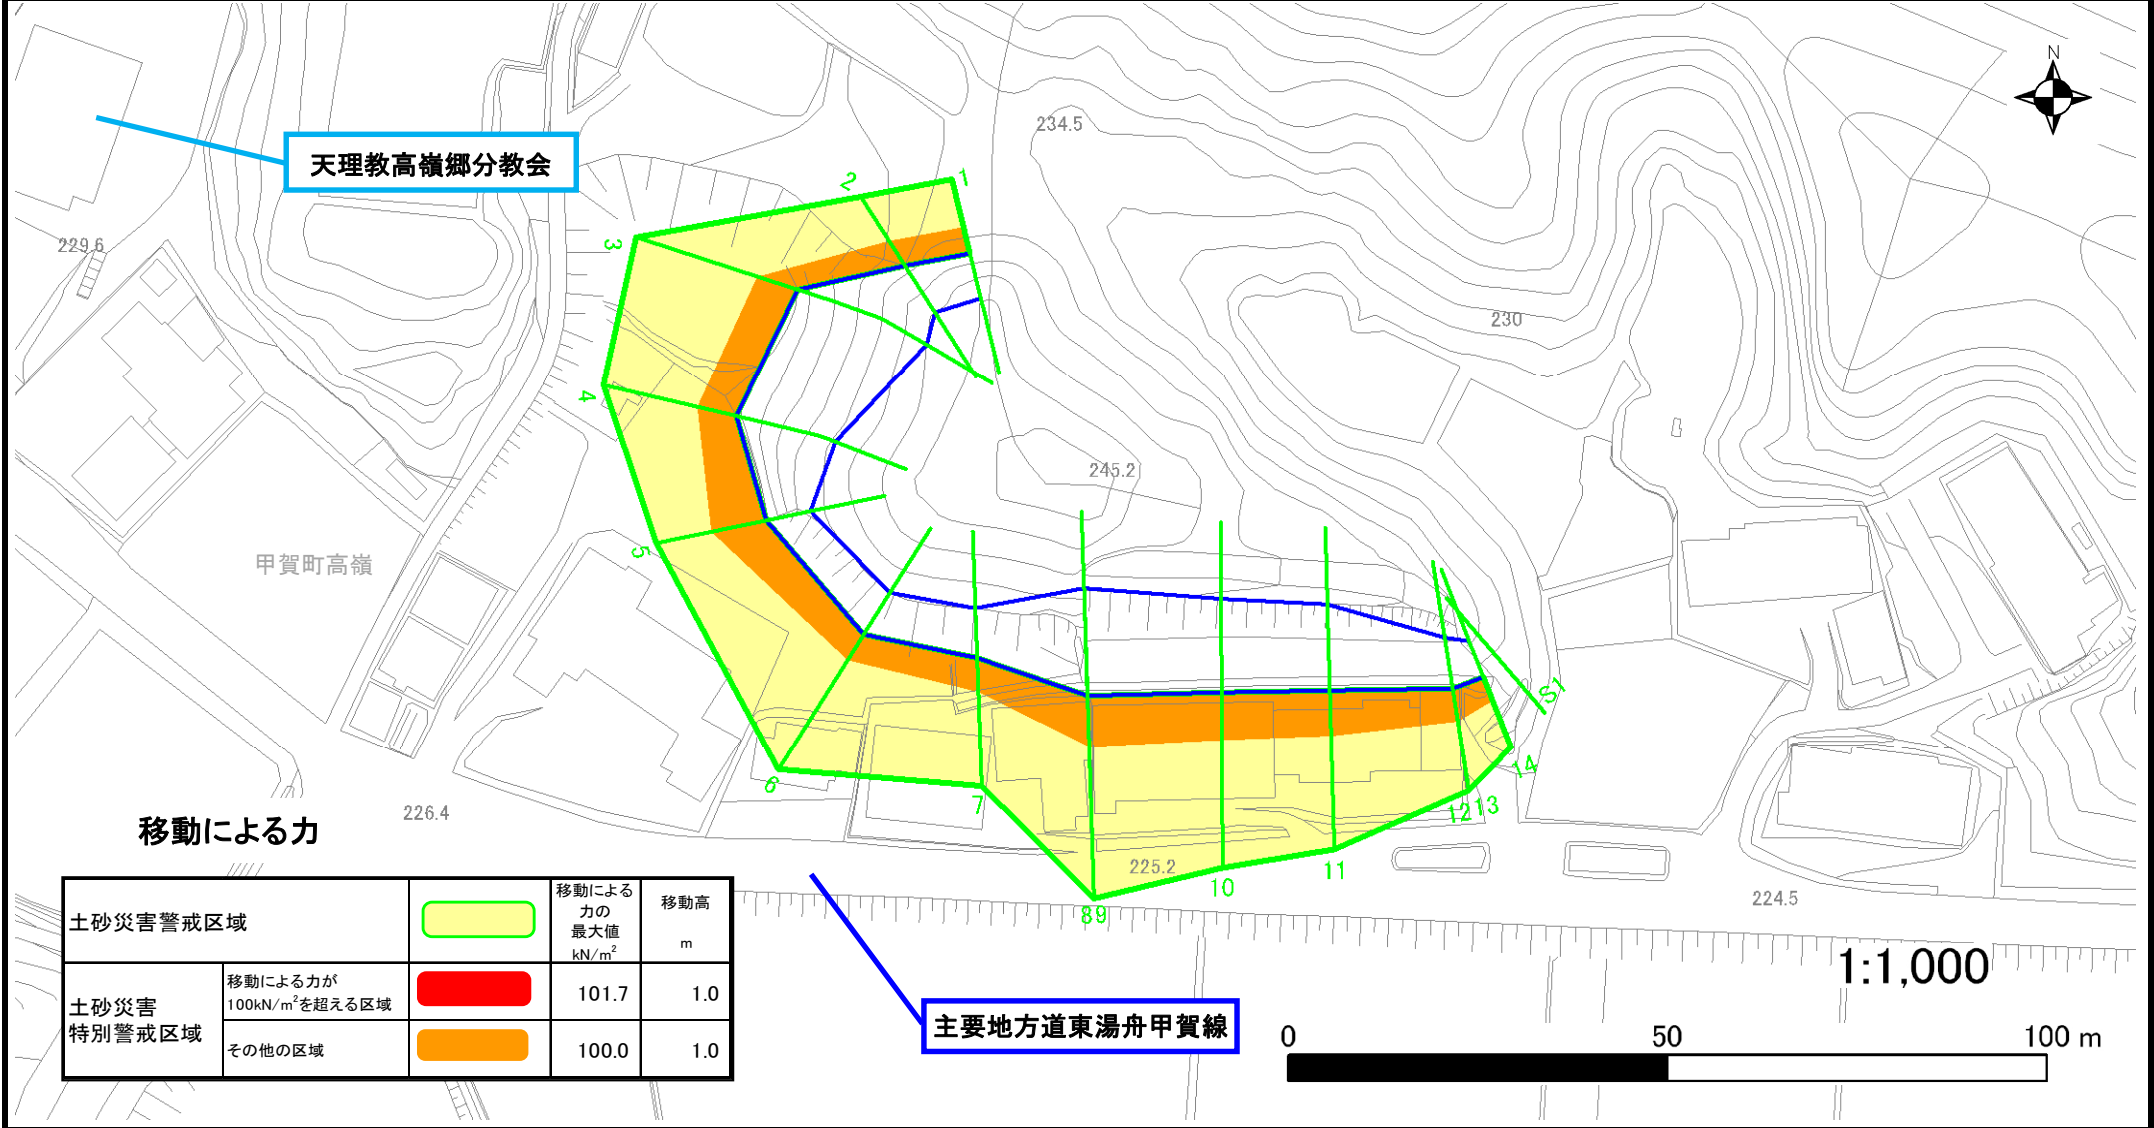 N
234.5
天理教高嶺郷分教会
1
2
3
229.6
230
4
245.2
5
甲賀町高嶺
S1
6
7
14
1213
226.4
移動による力
225.2
11
10
89
224.5
土砂災害警戒区域
移動による
力の
最大値
kN/m²
移動高
m
土砂災害
特別警戒区域
移動による力が
100kN/m²を超える区域
101.7
1.0
その他の区域
100.0
1.0
主要地方道東湯舟甲賀線
1:1,000
0 50 100 m